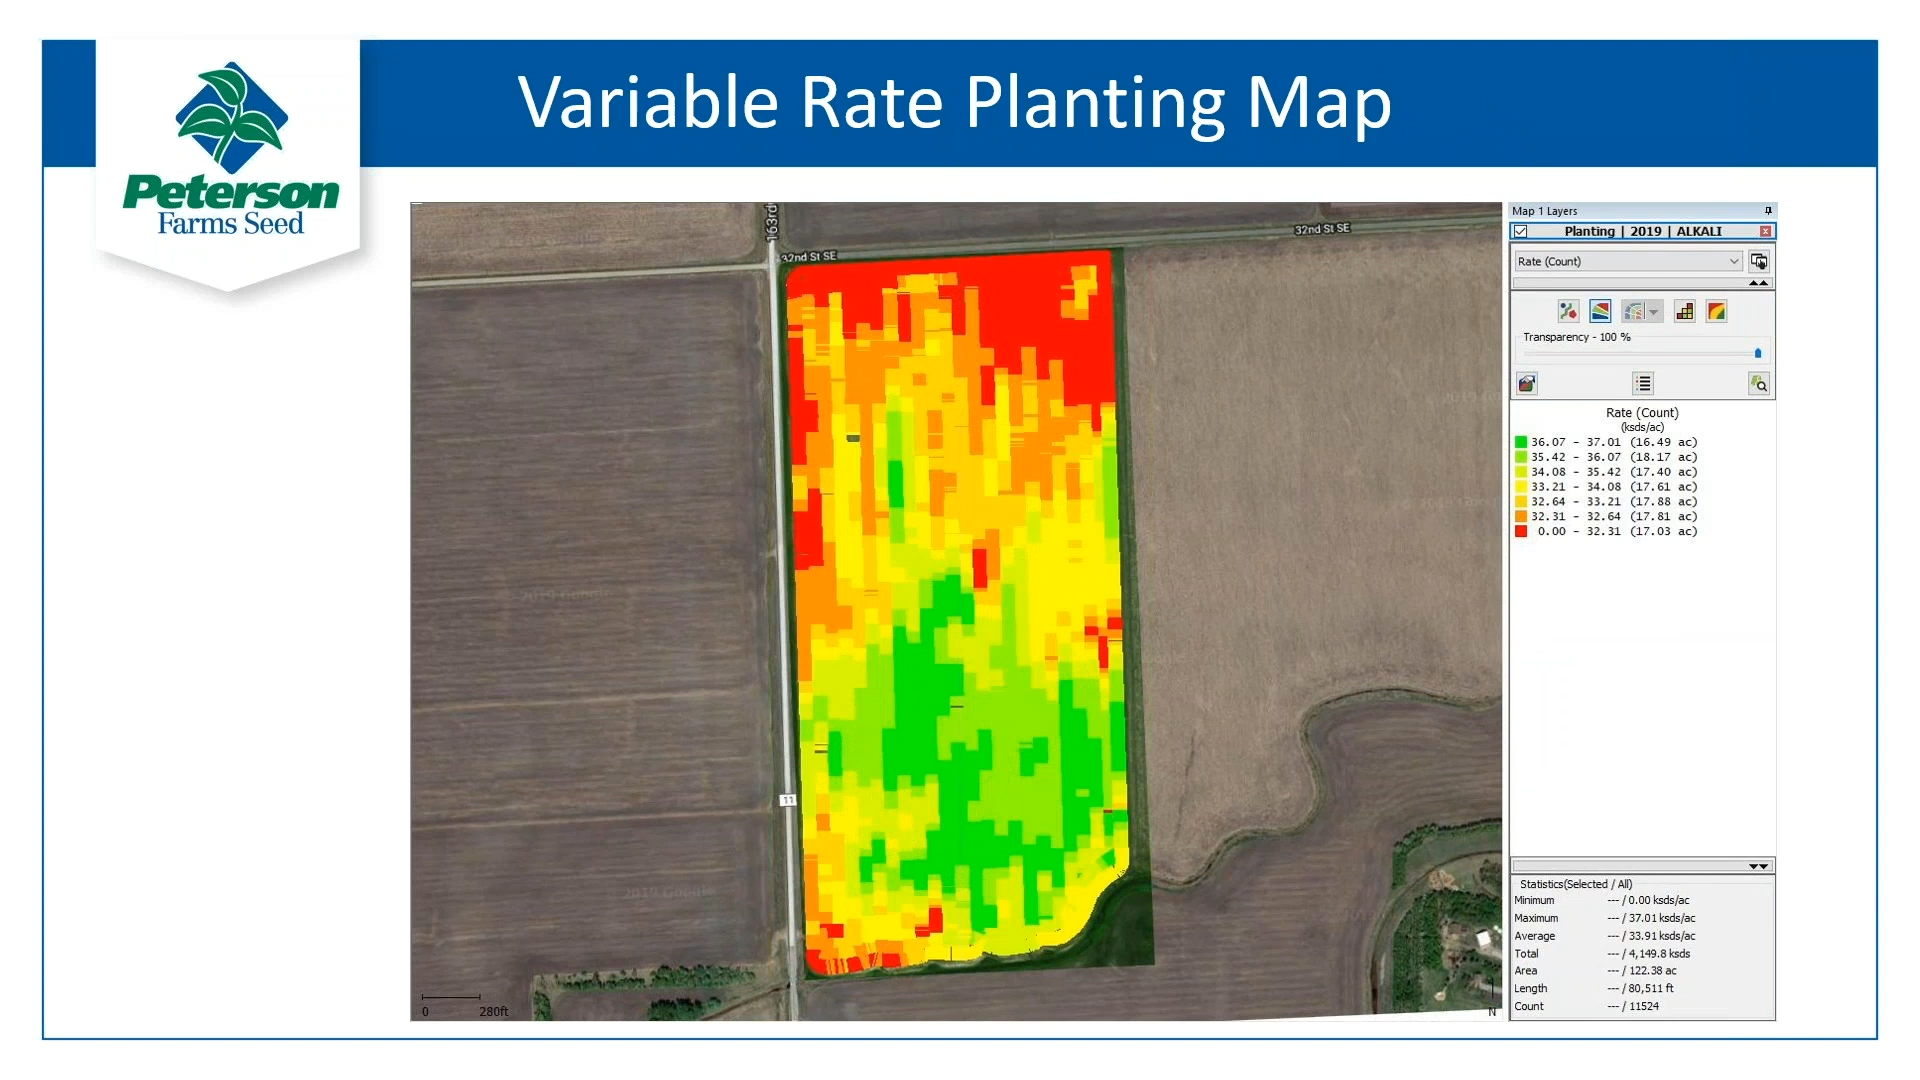 Variable Rate Planting Map
Peterson
Farms Seed
163rd
32nd St SE
32nd St SE
11
2019 Google
2019 Google
0 280ft
N
Map 1 Layers
Planting | 2019 | ALKALI
Rate (Count)
Transparency - 100 %
Rate (Count)
(ksds/ac)
36.07 - 37.01 (16.49 ac)
35.42 - 36.07 (18.17 ac)
34.08 - 35.42 (17.40 ac)
33.21 - 34.08 (17.61 ac)
32.64 - 33.21 (17.88 ac)
32.31 - 32.64 (17.81 ac)
0.00 - 32.31 (17.03 ac)
Statistics(Selected / All)
Minimum --- / 0.00 ksds/ac
Maximum --- / 37.01 ksds/ac
Average --- / 33.91 ksds/ac
Total --- / 4,149.8 ksds
Area --- / 122.38 ac
Length --- / 80,511 ft
Count --- / 11524